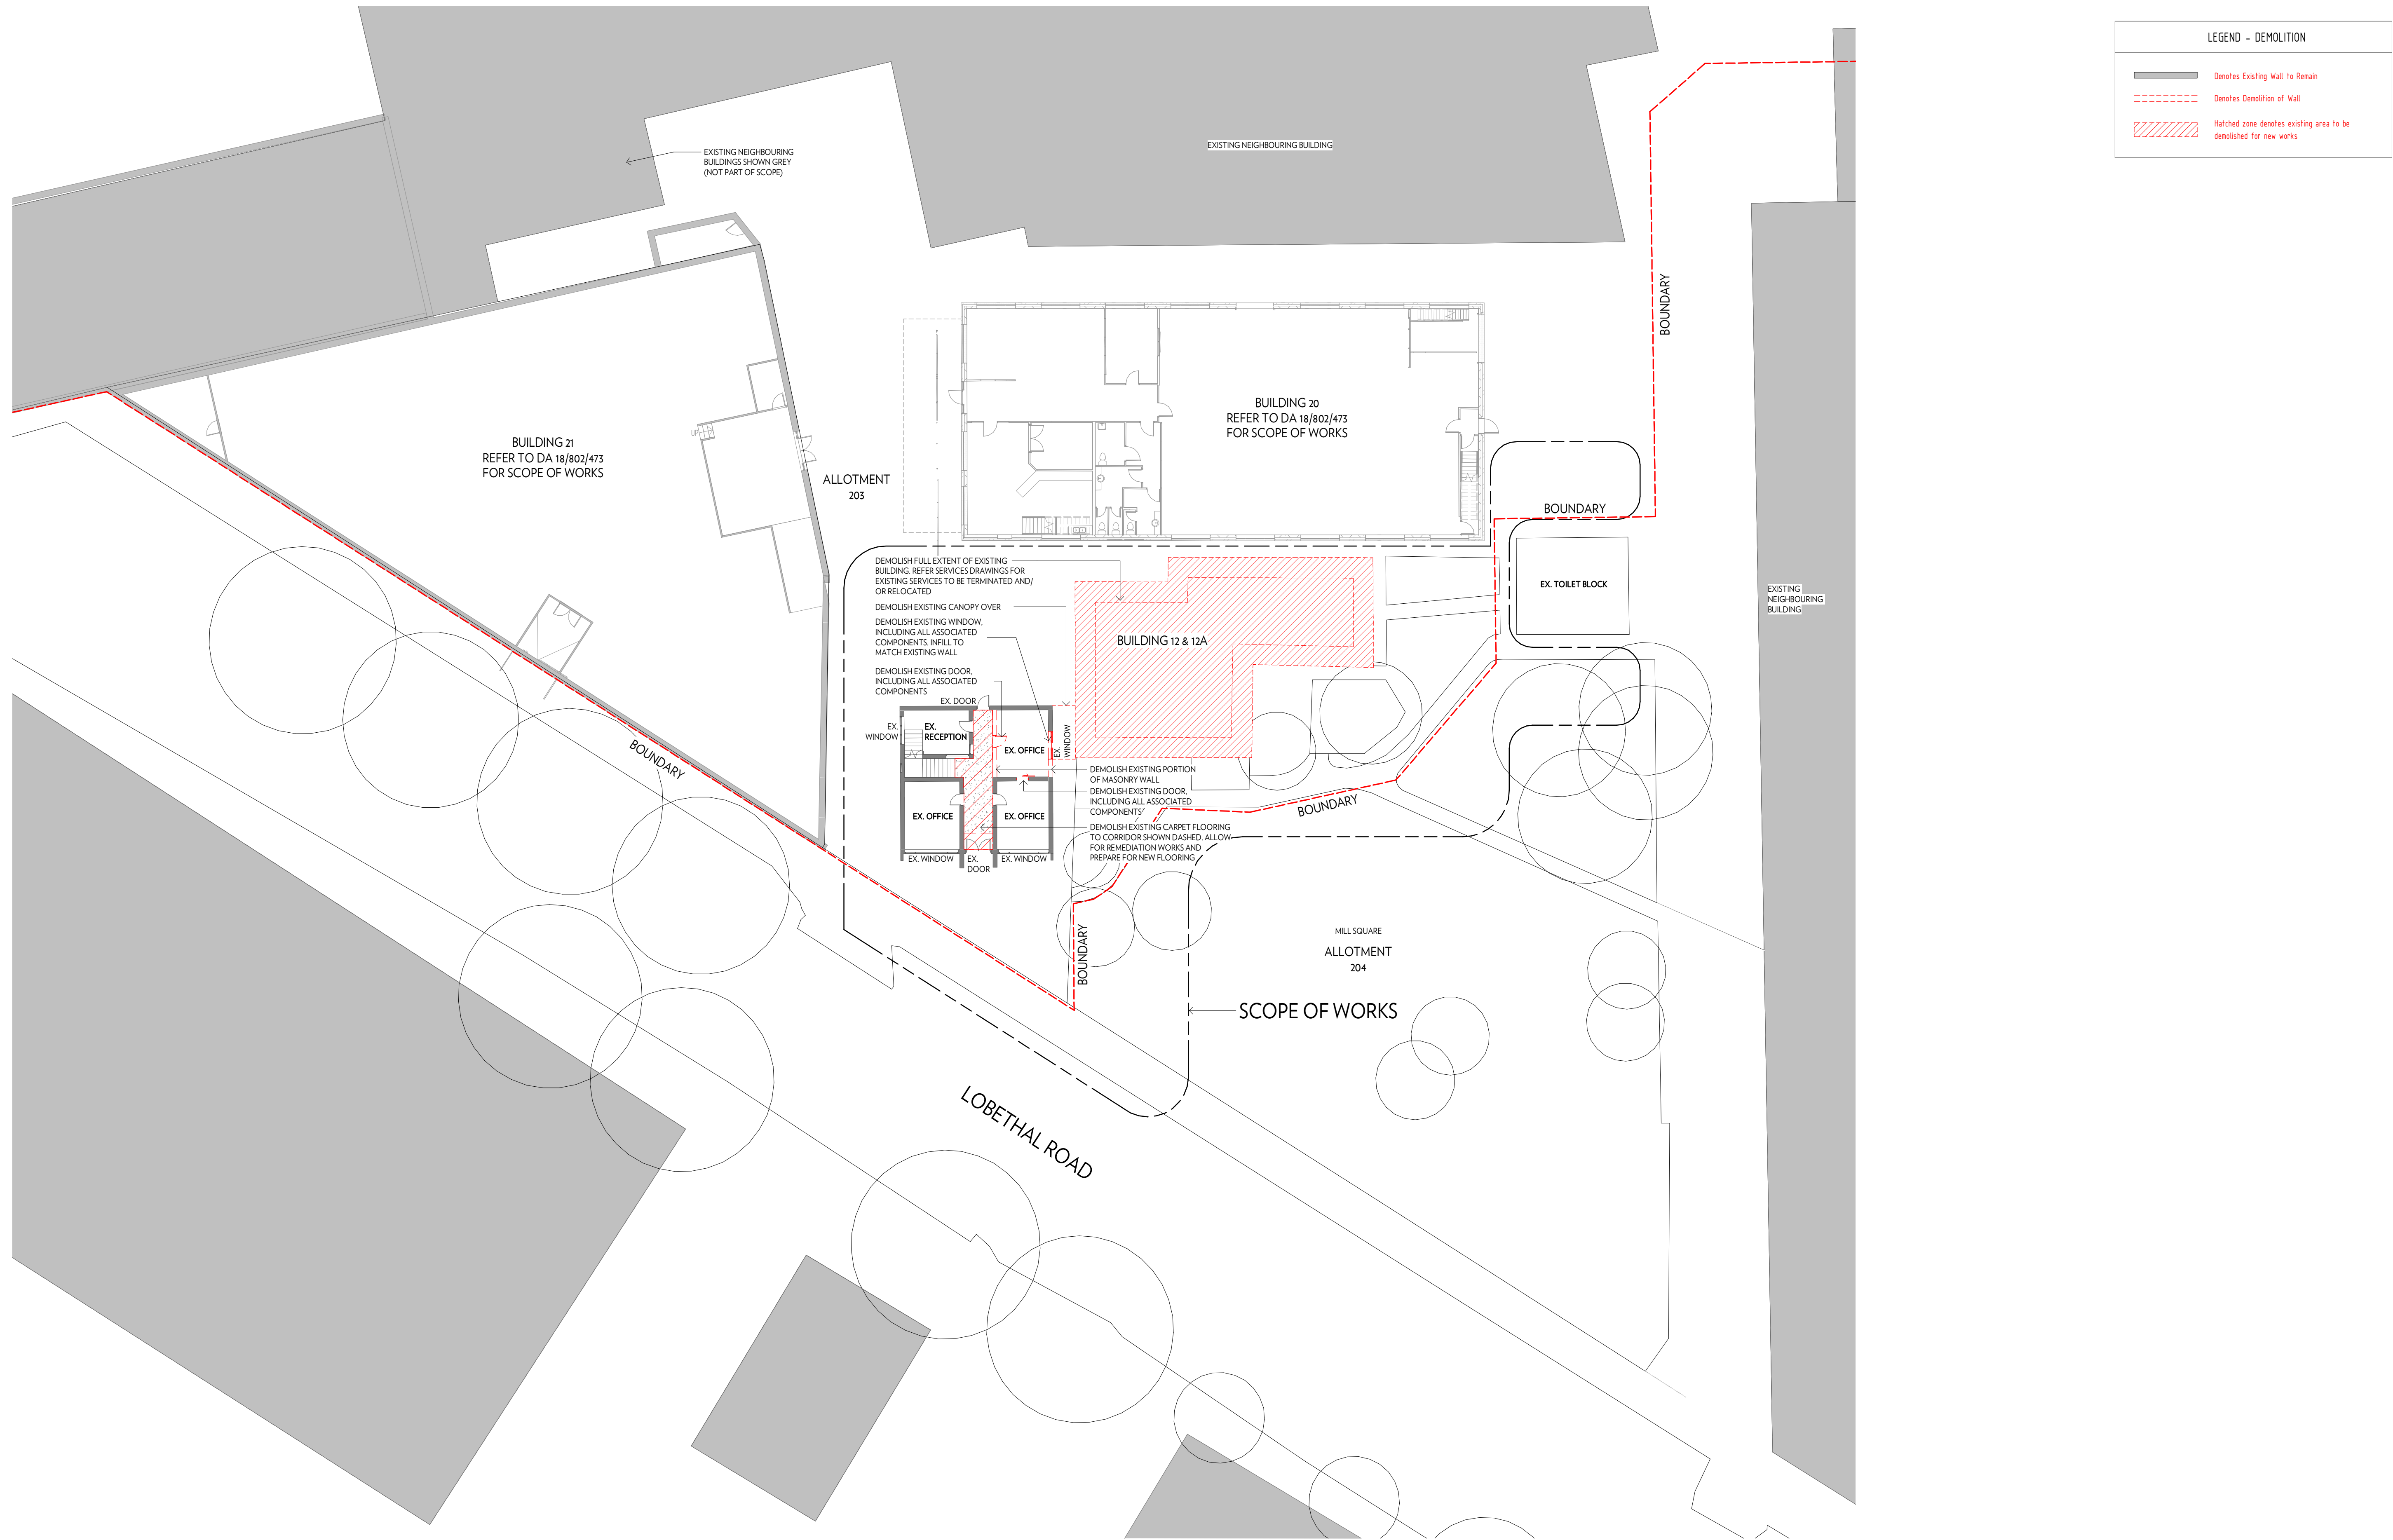 LEGEND - DEMOLITION
Denotes Existing Wall to Remain
Denotes Demolition of Wall
Hatched zone denotes existing area to be
demolished for new works
EXISTING NEIGHBOURING
BUILDINGS SHOWN GREY
(NOT PART OF SCOPE)
EXISTING NEIGHBOURING BUILDING
BOUNDARY
BUILDING 20
REFER TO DA 18/802/473
FOR SCOPE OF WORKS
BUILDING 21
REFER TO DA 18/802/473
FOR SCOPE OF WORKS
ALLOTMENT
203
BOUNDARY
DEMOLISH FULL EXTENT OF EXISTING
BUILDING. REFER SERVICES DRAWINGS FOR
EXISTING SERVICES TO BE TERMINATED AND/
OR RELOCATED
DEMOLISH EXISTING CANOPY OVER
DEMOLISH EXISTING WINDOW,
INCLUDING ALL ASSOCIATED
COMPONENTS. INFILL TO
MATCH EXISTING WALL
DEMOLISH EXISTING DOOR,
INCLUDING ALL ASSOCIATED
COMPONENTS
BUILDING 12 & 12A
EX. TOILET BLOCK
EXISTING
NEIGHBOURING
BUILDING
EX. DOOR
EX.
WINDOW
EX.
RECEPTION
EX. OFFICE
EX.
WINDOW
BOUNDARY
DEMOLISH EXISTING PORTION
OF MASONRY WALL
DEMOLISH EXISTING DOOR,
INCLUDING ALL ASSOCIATED
COMPONENTS
BOUNDARY
EX. OFFICE
EX. OFFICE
DEMOLISH EXISTING CARPET FLOORING
TO CORRIDOR SHOWN DASHED. ALLOW
FOR REMEDIATION WORKS AND
PREPARE FOR NEW FLOORING
EX. WINDOW
EX.
DOOR
EX. WINDOW
BOUNDARY
MILL SQUARE
ALLOTMENT
204
SCOPE OF WORKS
LOBETHAL ROAD